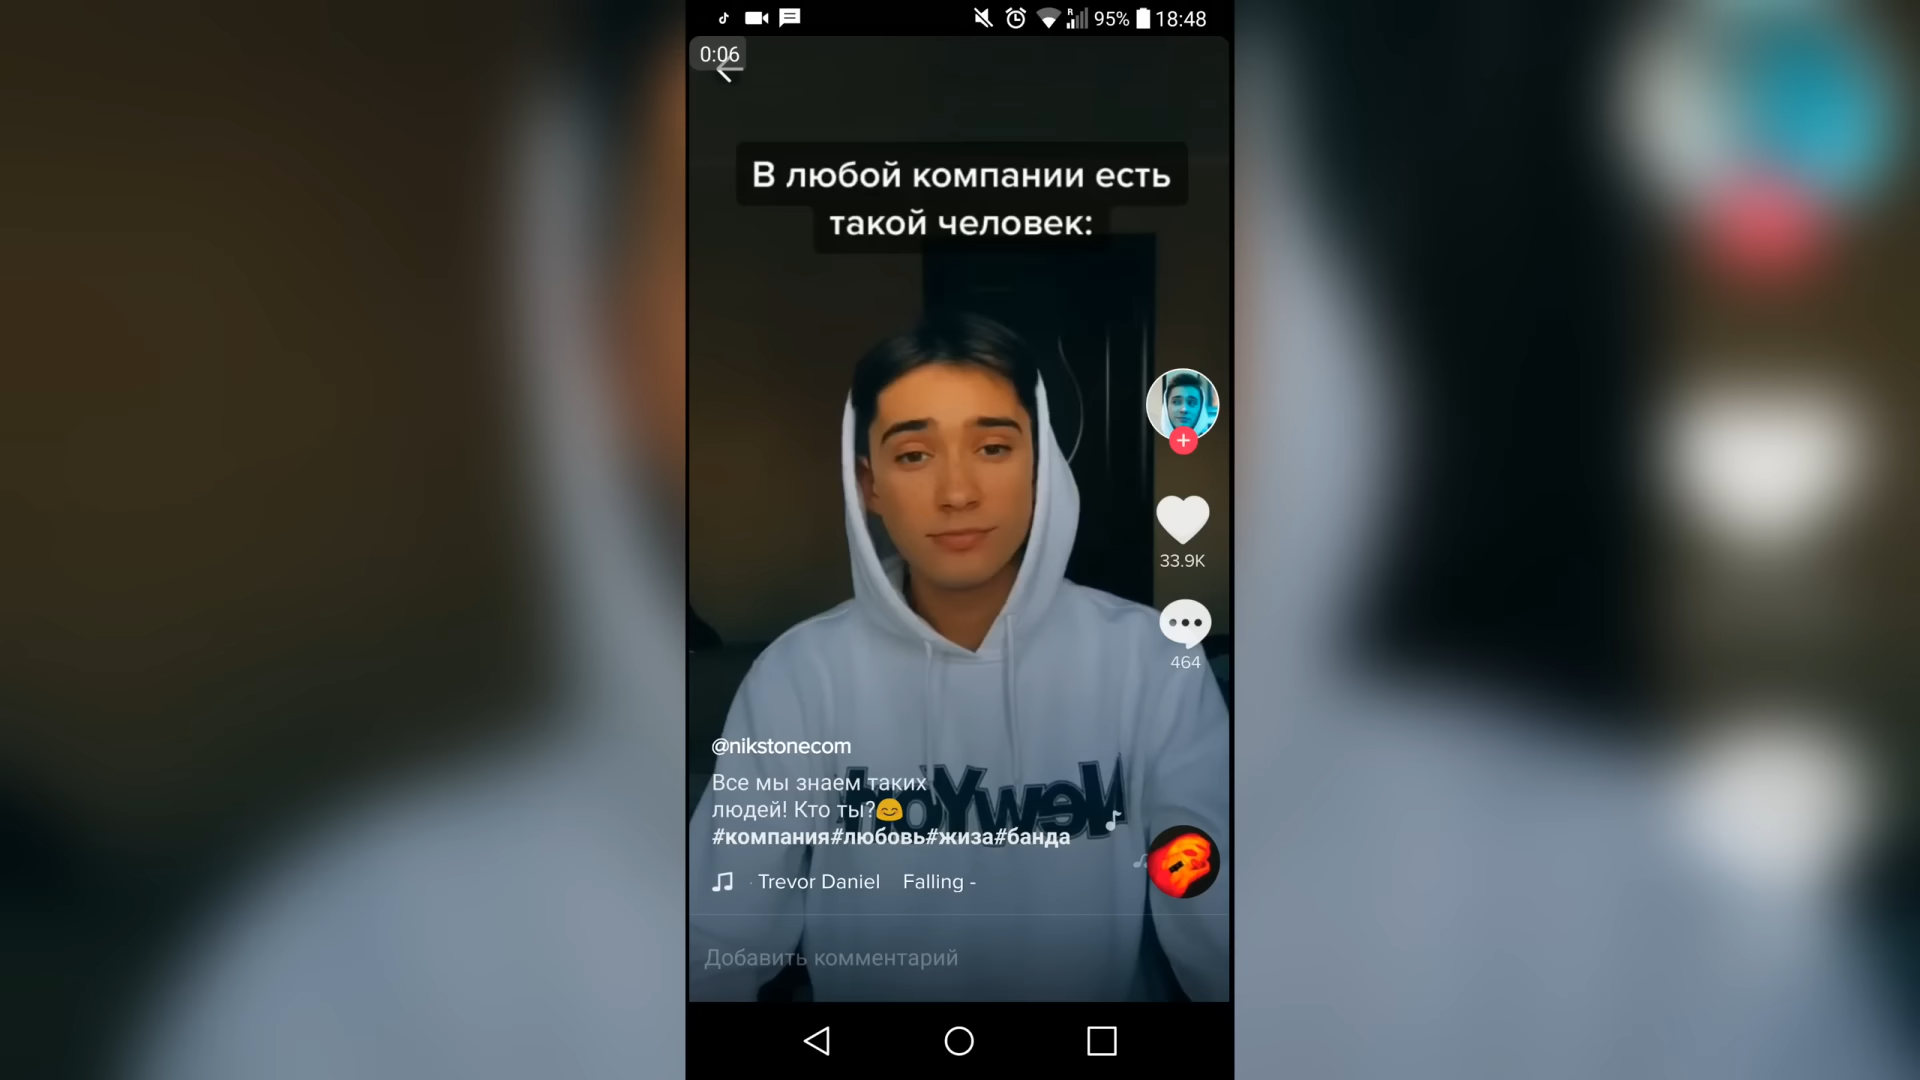 95% 18:48
0:06
В любой компании есть
такой человек:
33.9K
464
@nikstonecom
Все мы знаем таких
людей! Кто ты?😊
#компания#любовь#жиза#банда
Trevor Daniel Falling -
NewYork
Добавить комментарий